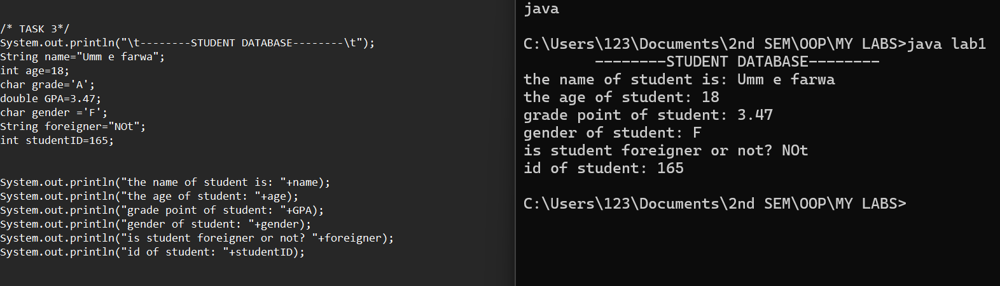 /* TASK 3*/
System.out.println("\t--------STUDENT DATABASE--------\t");
String name="Umm e farwa";
int age=18;
char grade='A';
double GPA=3.47;
char gender ='F';
String foreigner="NOt";
int studentID=165;
System.out.println("the name of student is: "+name);
System.out.println("the age of student: "+age);
System.out.println("grade point of student: "+GPA);
System.out.println("gender of student: "+gender);
System.out.println("is student foreigner or not? "+foreigner);
System.out.println("id of student: "+studentID);
java
C:\Users\123\Documents\2nd SEM\OOP\MY LABS>java lab1
--------STUDENT DATABASE--------
the name of student is: Umm e farwa
the age of student: 18
grade point of student: 3.47
gender of student: F
is student foreigner or not? NOt
id of student: 165
C:\Users\123\Documents\2nd SEM\OOP\MY LABS>